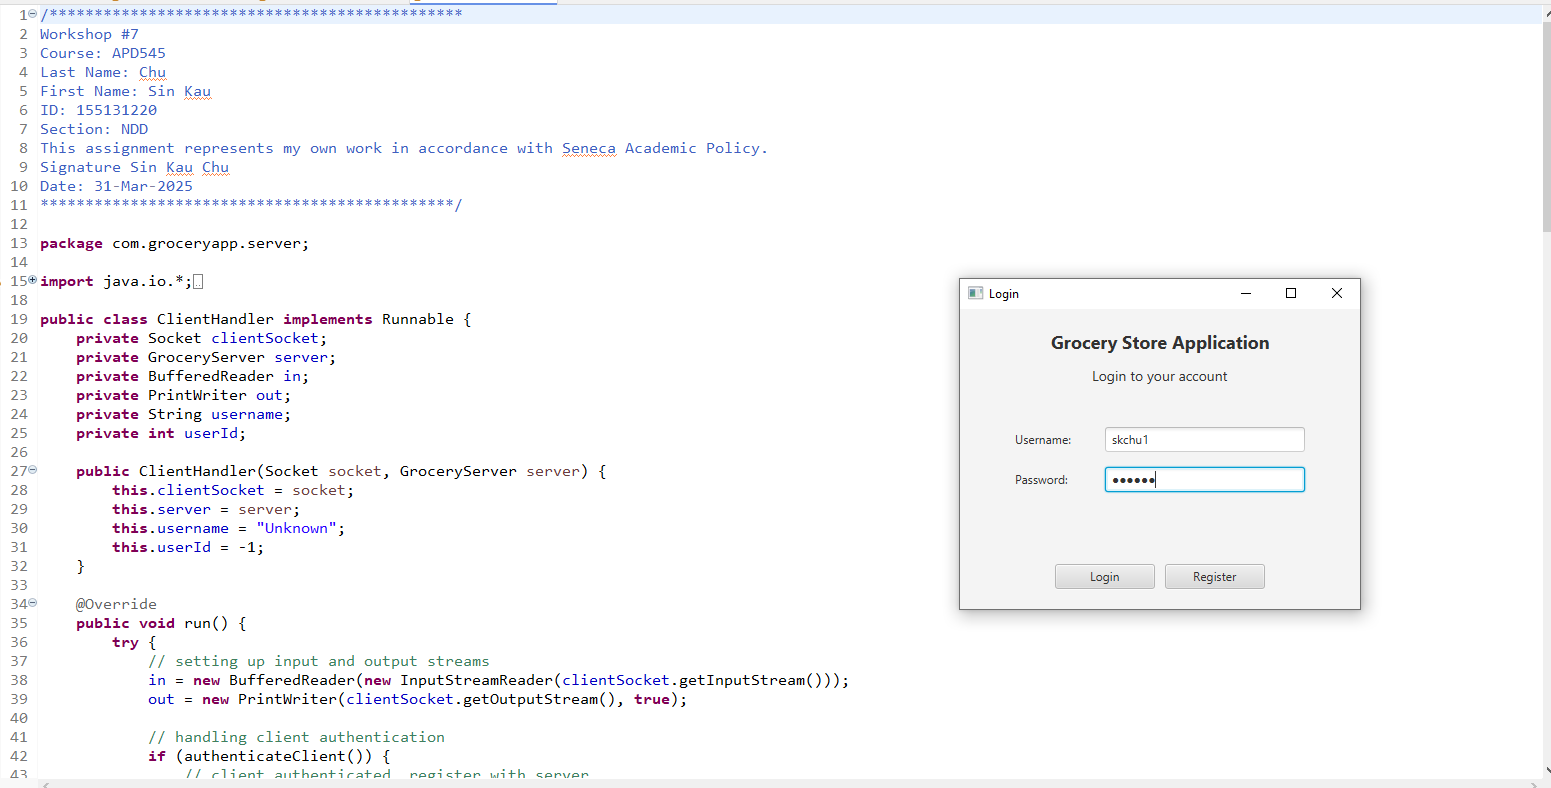 1 /**********************************************
2 Workshop #7
3 Course: APD545
4 Last Name: Chu
5 First Name: Sin Kau
6 ID: 155131220
7 Section: NDD
8 This assignment represents my own work in accordance with Seneca Academic Policy.
9 Signature Sin Kau Chu
10 Date: 31-Mar-2025
11 **********************************************/
12
13 package com.groceryapp.server;
14
15 import java.io.*;
18
19 public class ClientHandler implements Runnable {
20     private Socket clientSocket;
21     private GroceryServer server;
22     private BufferedReader in;
23     private PrintWriter out;
24     private String username;
25     private int userId;
26
27     public ClientHandler(Socket socket, GroceryServer server) {
28         this.clientSocket = socket;
29         this.server = server;
30         this.username = "Unknown";
31         this.userId = -1;
32     }
33
34     @Override
35     public void run() {
36         try {
37             // setting up input and output streams
38             in = new BufferedReader(new InputStreamReader(clientSocket.getInputStream()));
39             out = new PrintWriter(clientSocket.getOutputStream(), true);
40
41             // handling client authentication
42             if (authenticateClient()) {
43                 // client authenticated, register with server
Login
Grocery Store Application
Login to your account
Username: skchu1
Password: ••••••
Login Register